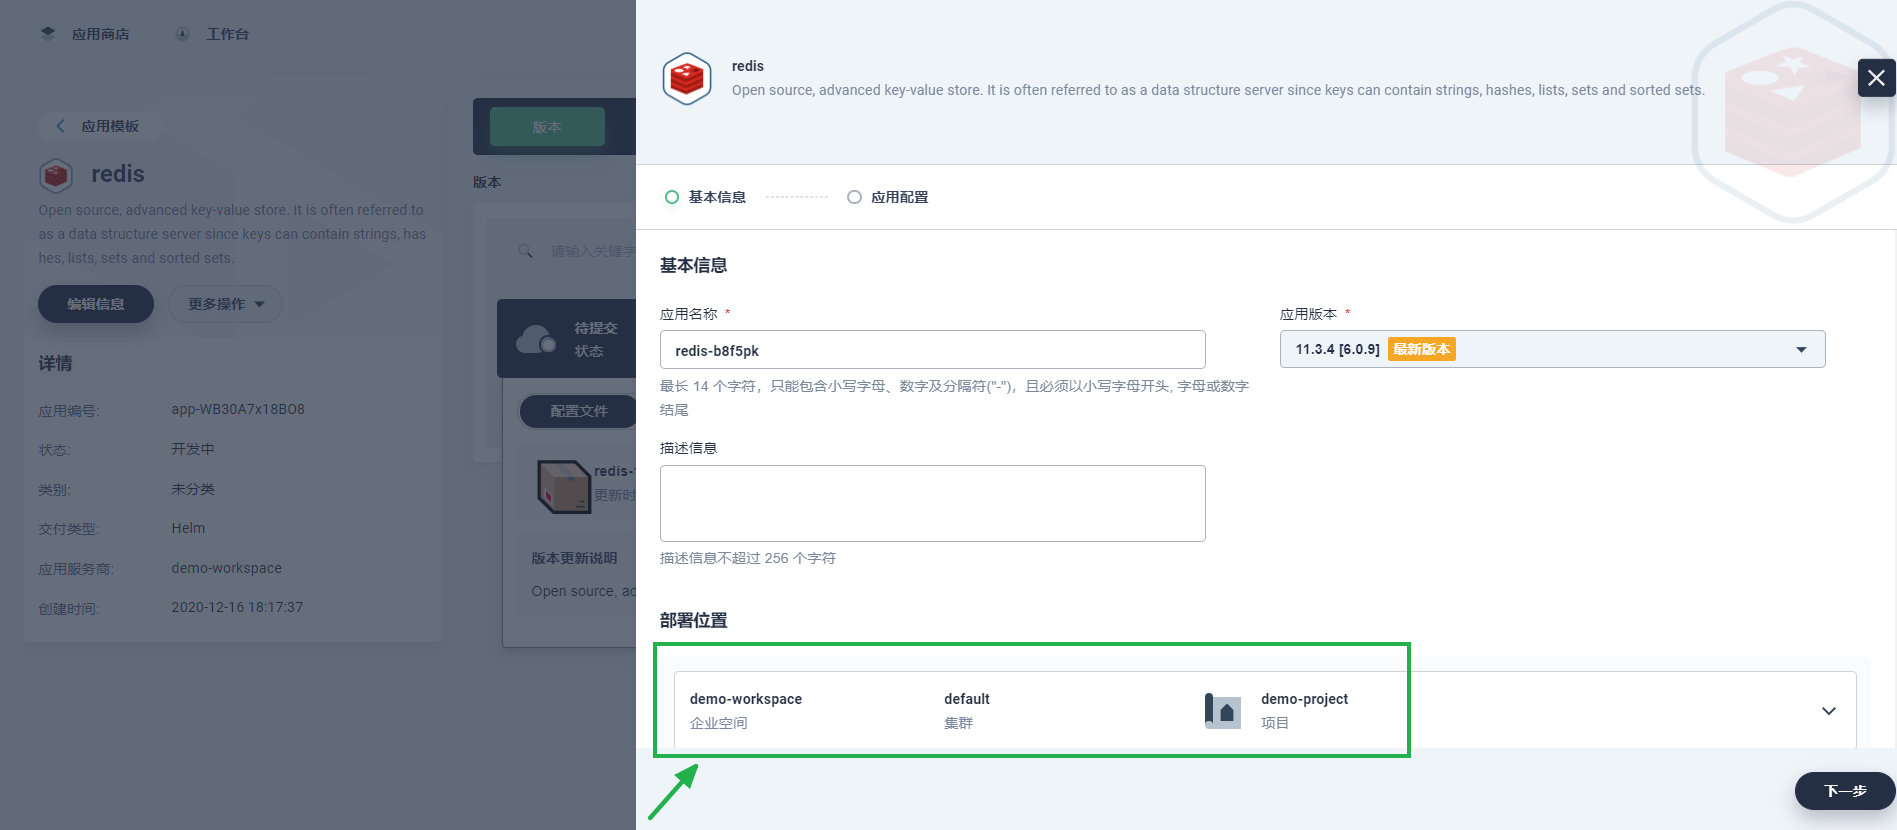 应用商店
工作台
应用模板
redis
Open source, advanced key-value store. It is often referred to
as a data structure server since keys can contain strings, has
hes, lists, sets and sorted sets.
编辑信息
更多操作
详情
应用编号:
app-WB30A7x18BO8
状态:
开发中
类别:
未分类
交付类型:
Helm
应用服务商:
demo-workspace
创建时间:
2020-12-16 18:17:37
版本
版本
请输入关键字
待提交
状态
配置文件
redis-
更新时
版本更新说明
Open source, ad
redis
Open source, advanced key-value store. It is often referred to as a data structure server since keys can contain strings, hashes, lists, sets and sorted sets.
基本信息
应用配置
基本信息
应用名称 *
redis-b8f5pk
最长 14 个字符，只能包含小写字母、数字及分隔符("-")，且必须以小写字母开头, 字母或数字
结尾
应用版本 *
11.3.4 [6.0.9] 最新版本
描述信息
描述信息不超过 256 个字符
部署位置
demo-workspace
企业空间
default
集群
demo-project
项目
下一步